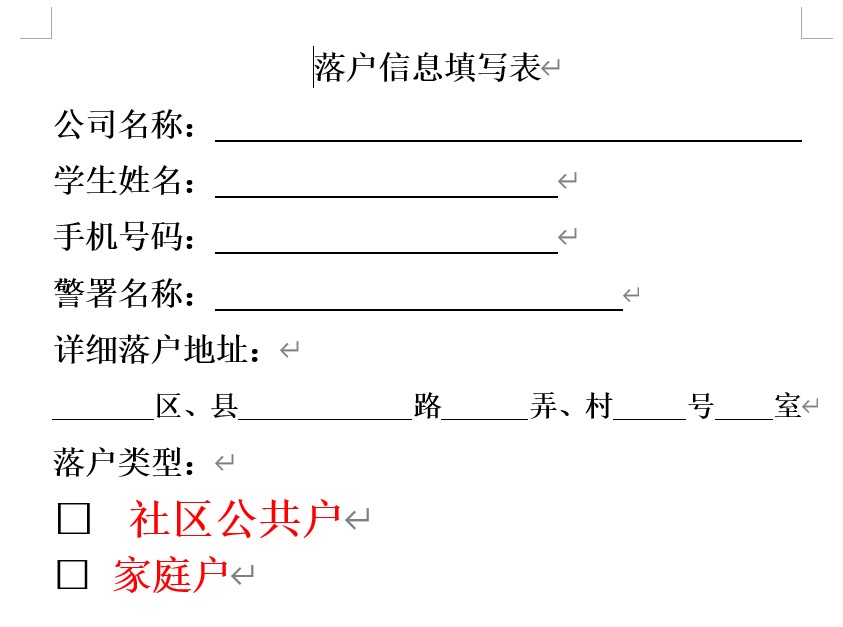 落户信息填写表
公司名称：
学生姓名：
手机号码：
警署名称：
详细落户地址：
______区、县____________路______弄、村_____号____室
落户类型：
□ 社区公共户
□ 家庭户